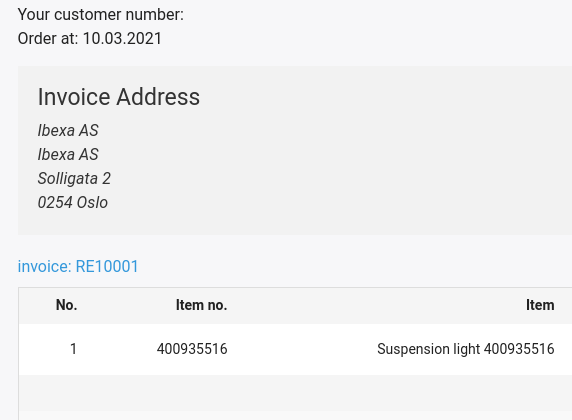 Your customer number:
Order at: 10.03.2021
Invoice Address
Ibexa AS
Ibexa AS
Solligata 2
0254 Oslo
invoice: RE10001
No. Item no. Item
1 400935516 Suspension light 400935516